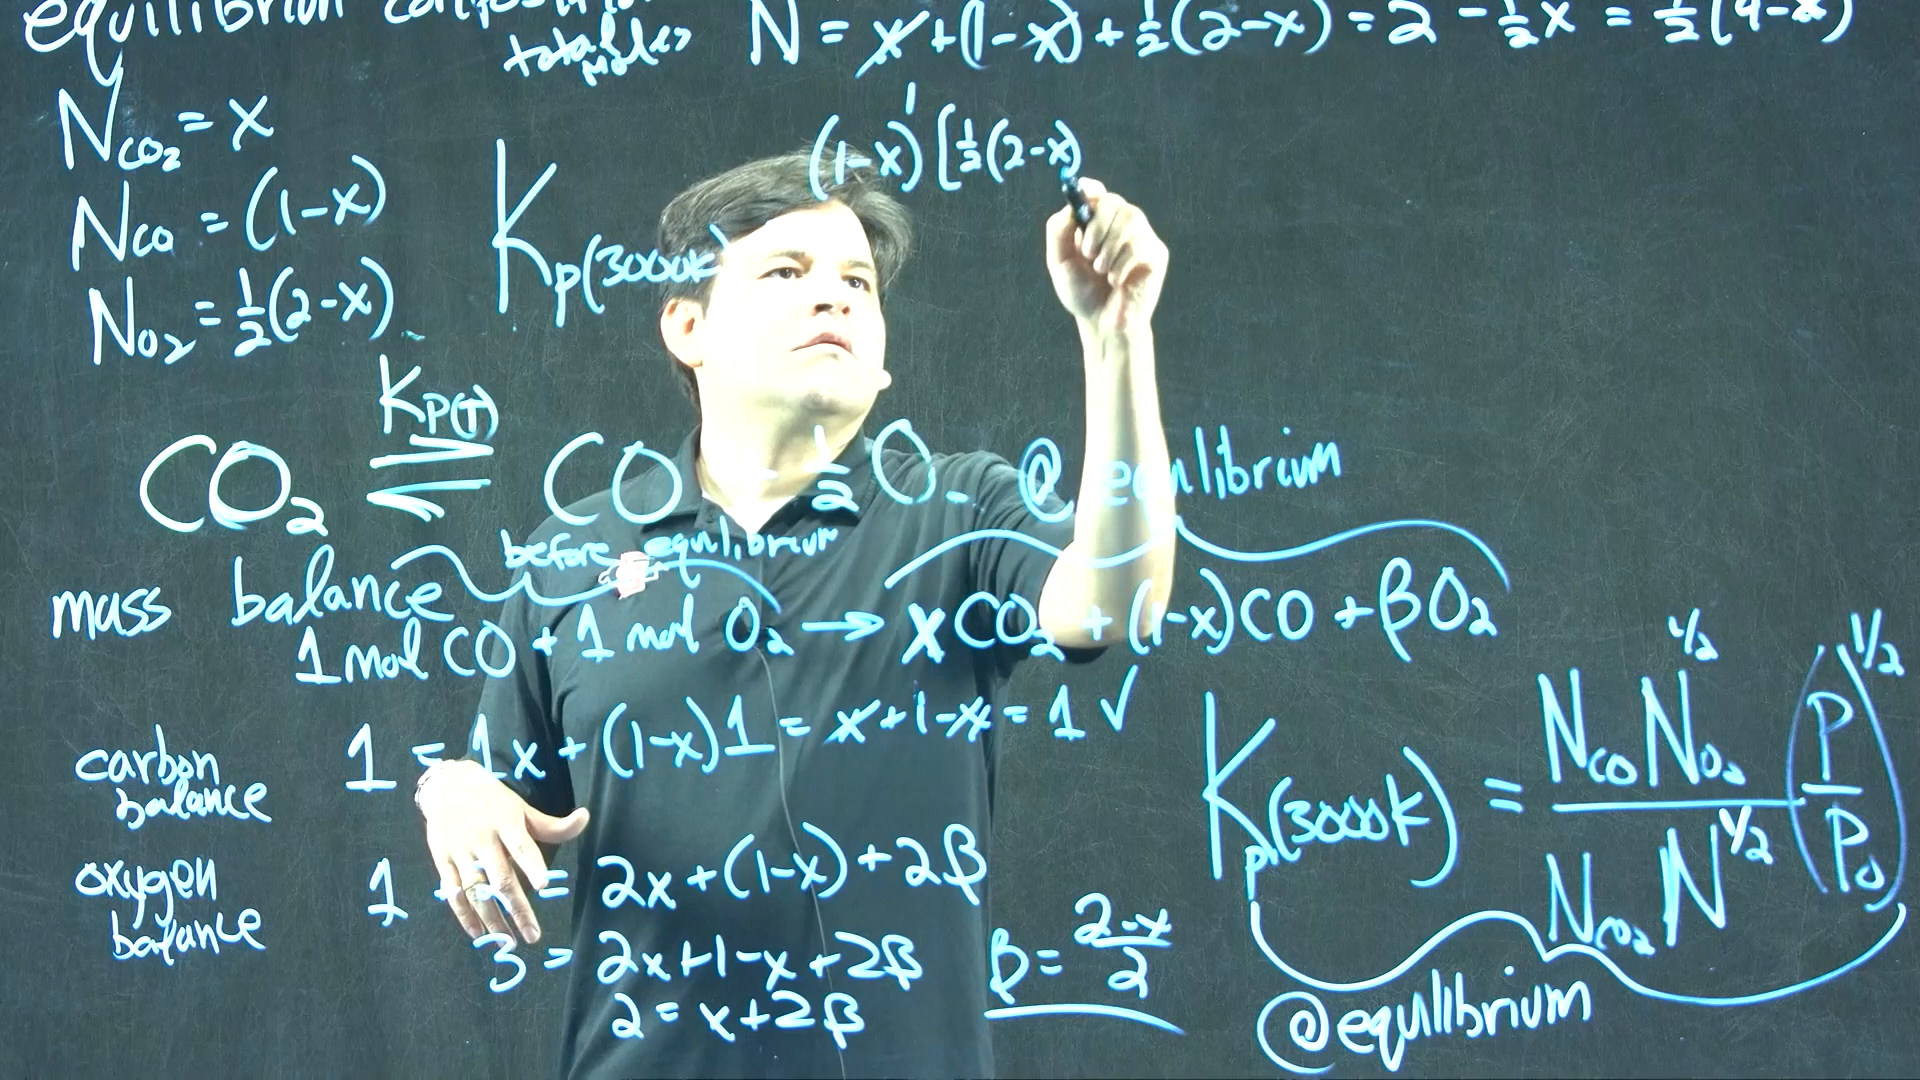 equilibrium composition
total moles N = x + (1-x) + ½(2-x) = 2 - ½x = ½(4-x)
N_CO₂ = x
N_CO = (1-x)
N_O₂ = ½(2-x)
K_p(3000K) (1-x)¹ [½(2-x)
K_P(T)
CO₂ ⇌ CO ½ O₂ @ equilibrium
before equilibrium
mass balance
1 mol CO + 1 mol O₂ → xCO₂ + (1-x)CO + βO₂
carbon balance 1 = 1x + (1-x)1 = x + 1 - x = 1 ✓
oxygen balance 1 + 2 = 2x + (1-x) + 2β
3 = 2x + 1 - x + 2β
2 = x + 2β
β = (2-x)/2
K_p(3000K) = (N_CO N_O₂^½)/(N_CO₂ N^½) (P/P₀)^½
@equilibrium